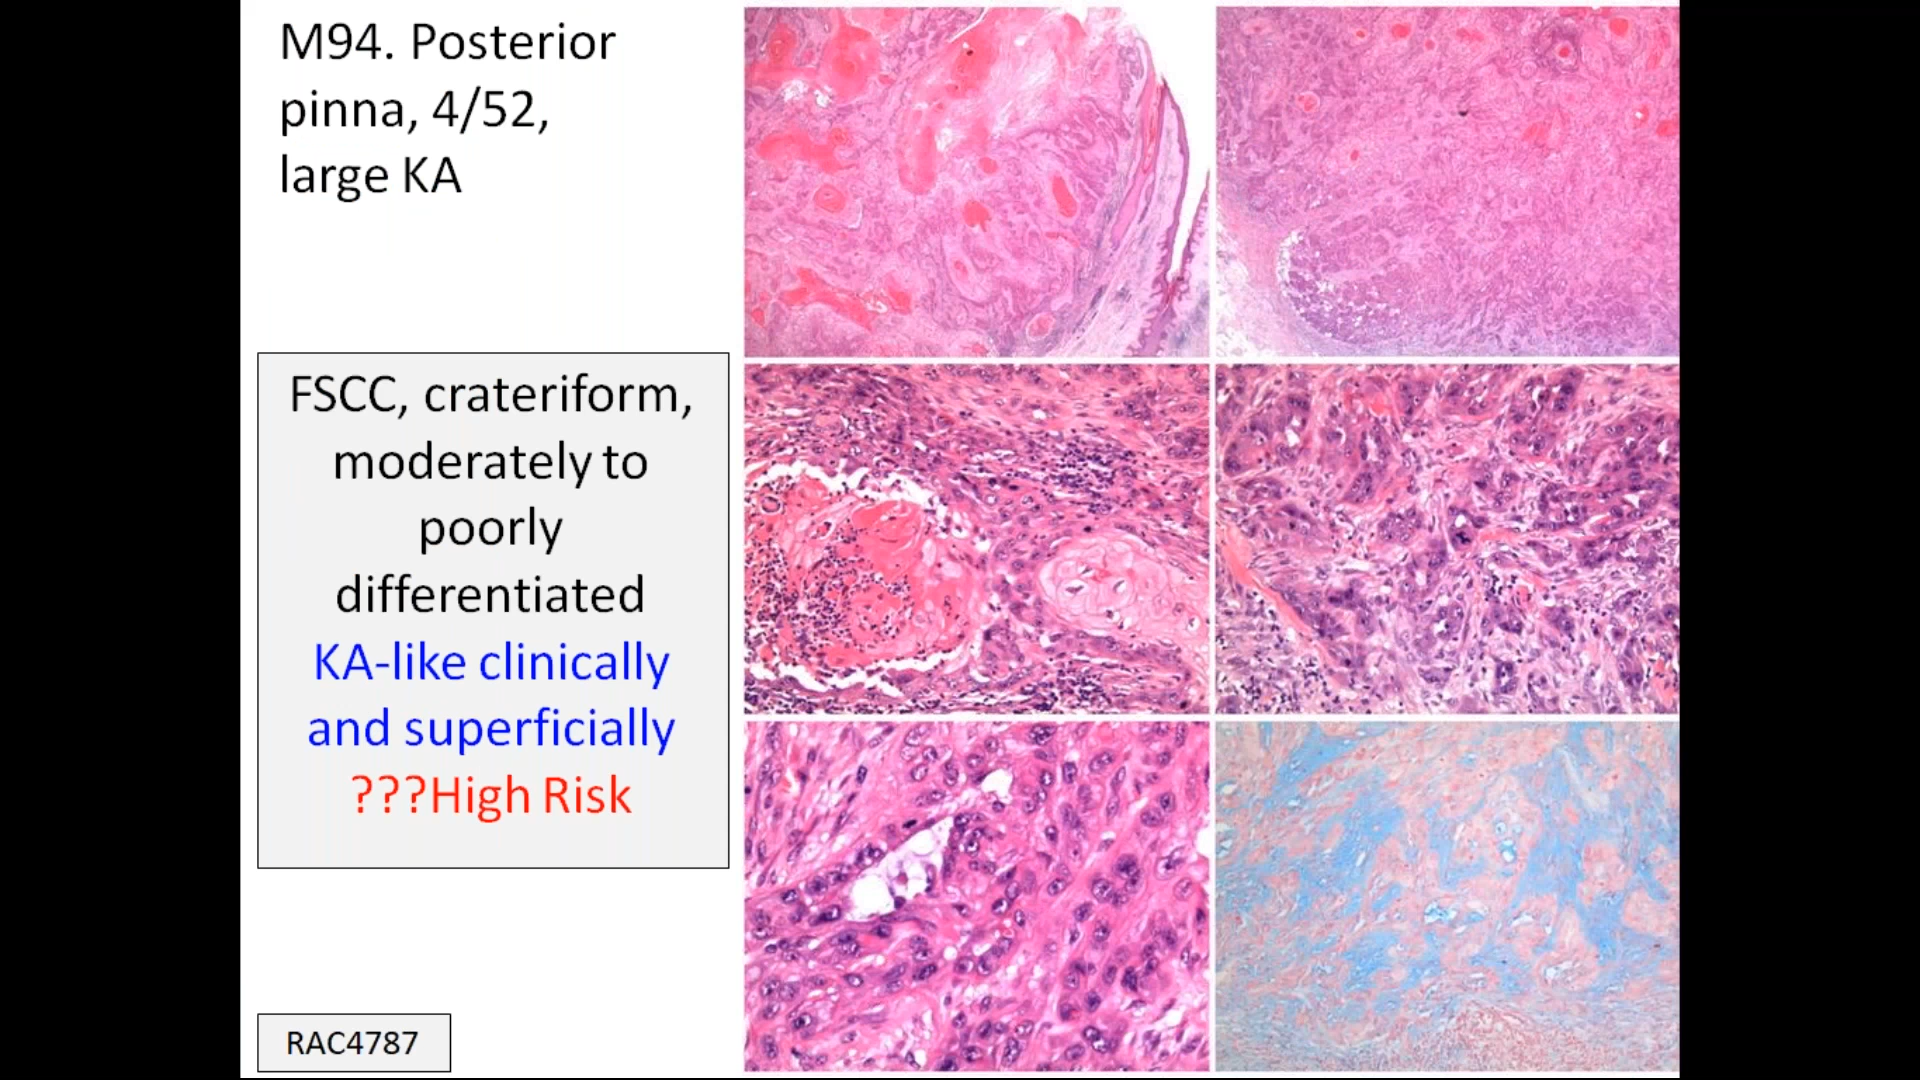 M94. Posterior
pinna, 4/52,
large KA
FSCC, crateriform,
moderately to
poorly
differentiated
KA-like clinically
and superficially
???High Risk
RAC4787